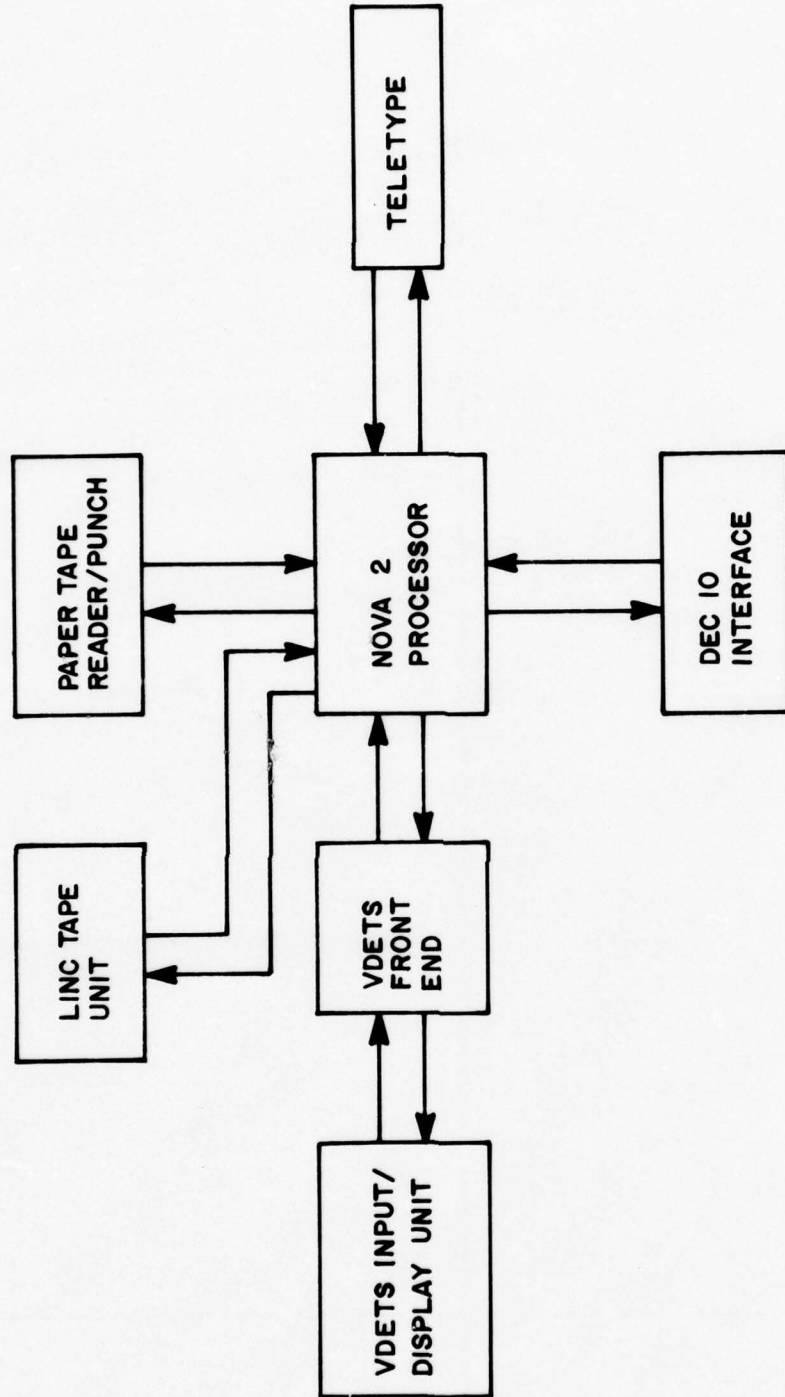 LINC TAPE
UNIT
PAPER TAPE
READER/PUNCH
VDETS INPUT/
DISPLAY UNIT
VDETS
FRONT
END
NOVA 2
PROCESSOR
TELETYPE
DEC 10
INTERFACE